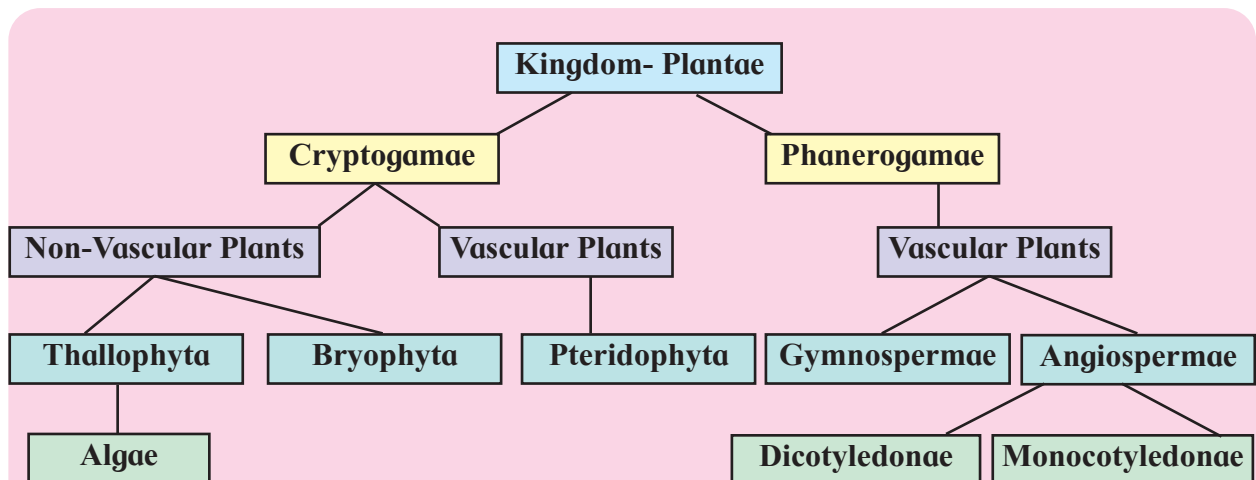 Kingdom- Plantae
Cryptogamae
Phanerogamae
Non-Vascular Plants
Vascular Plants
Vascular Plants
Thallophyta
Bryophyta
Pteridophyta
Gymnospermae
Angiospermae
Algae
Dicotyledonae
Monocotyledonae